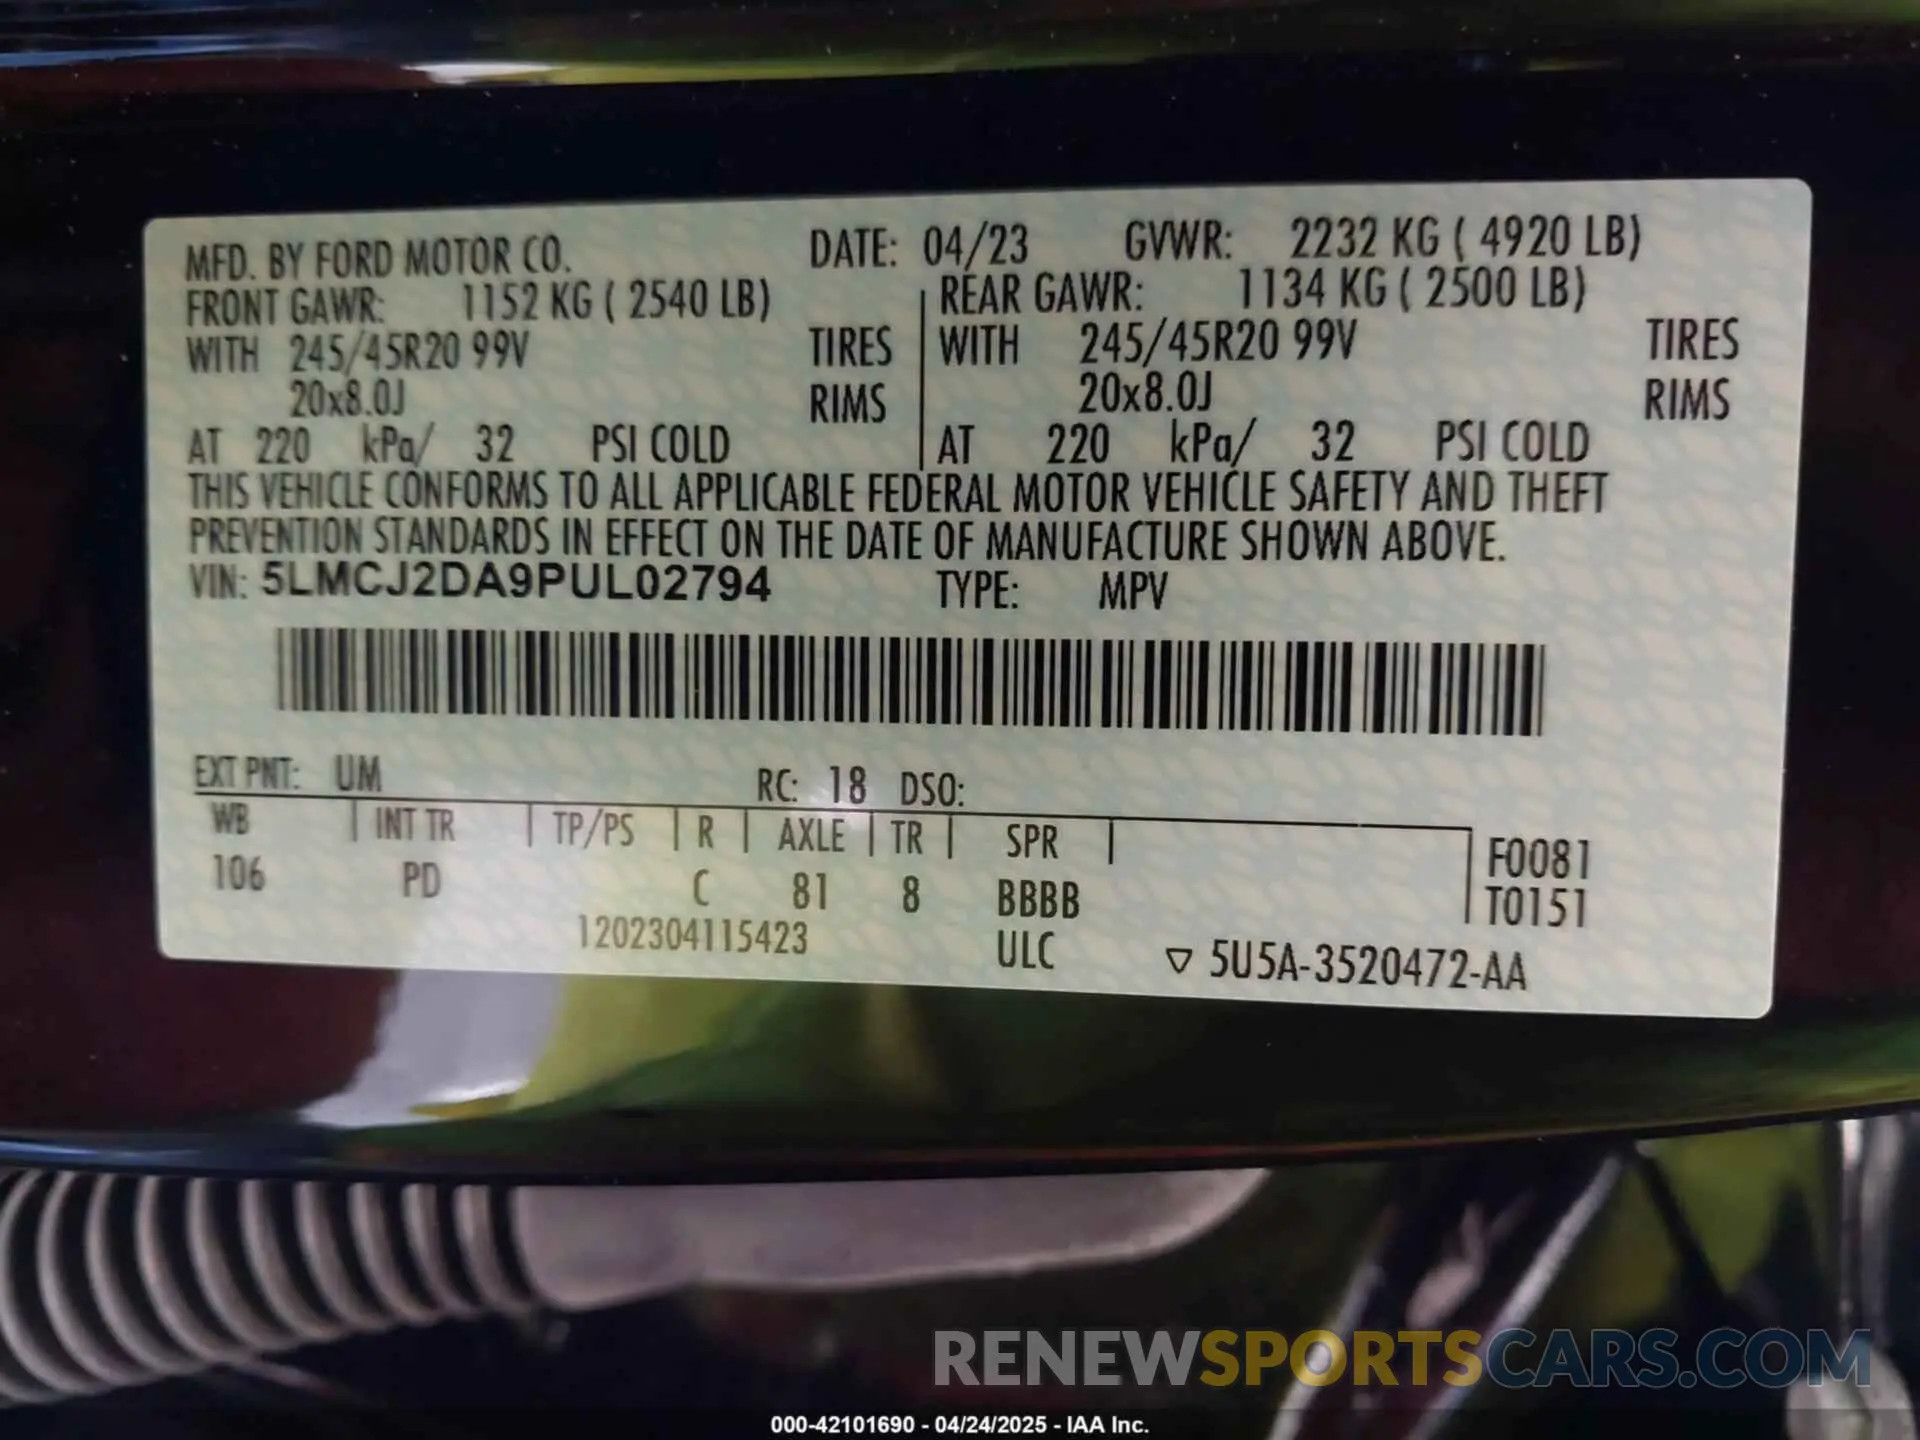 MFD. BY FORD MOTOR CO. DATE: 04/23 GVWR: 2232 KG ( 4920 LB)
FRONT GAWR: 1152 KG ( 2540 LB) REAR GAWR: 1134 KG ( 2500 LB)
WITH 245/45R20 99V TIRES WITH 245/45R20 99V TIRES
20x8.0J RIMS 20x8.0J RIMS
AT 220 kPa/ 32 PSI COLD AT 220 kPa/ 32 PSI COLD
THIS VEHICLE CONFORMS TO ALL APPLICABLE FEDERAL MOTOR VEHICLE SAFETY AND THEFT
PREVENTION STANDARDS IN EFFECT ON THE DATE OF MANUFACTURE SHOWN ABOVE.
VIN: 5LMCJ2DA9PUL02794 TYPE: MPV
EXT PNT: UM RC: 18 DSO:
WB | INT TR | TP/PS | R | AXLE | TR | SPR | F0081
106 PD C 81 8 BBBB T0151
1202304115423 ULC ▽ 5U5A-3520472-AA
RENEWSPORTSCARS.COM
000-42101690 - 04/24/2025 - IAA Inc.